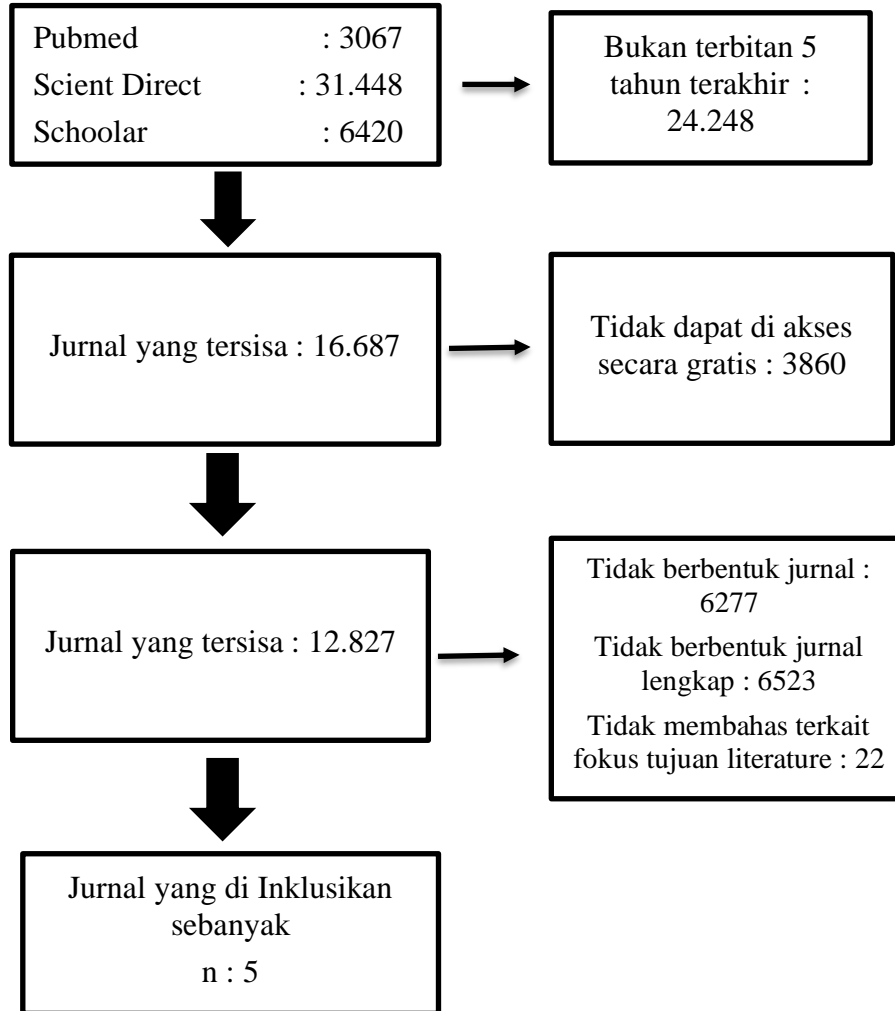 Pubmed : 3067
Scient Direct : 31.448
Schoolar : 6420
Bukan terbitan 5
tahun terakhir :
24.248
Jurnal yang tersisa : 16.687
Tidak dapat di akses
secara gratis : 3860
Jurnal yang tersisa : 12.827
Tidak berbentuk jurnal :
6277
Tidak berbentuk jurnal
lengkap : 6523
Tidak membahas terkait
fokus tujuan literature : 22
Jurnal yang di Inklusikan
sebanyak
n : 5